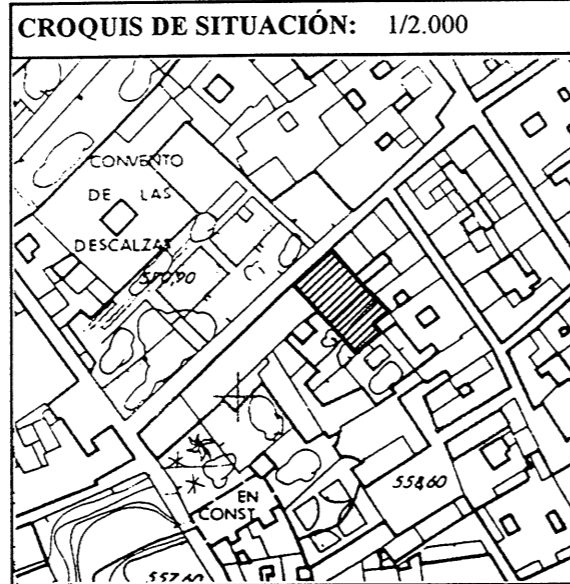 CROQUIS DE SITUACIÓN: 1/2.000
CONVENTO
DE LAS
DESCALZAS
570,90
EN
CONST.
558,60
557,60